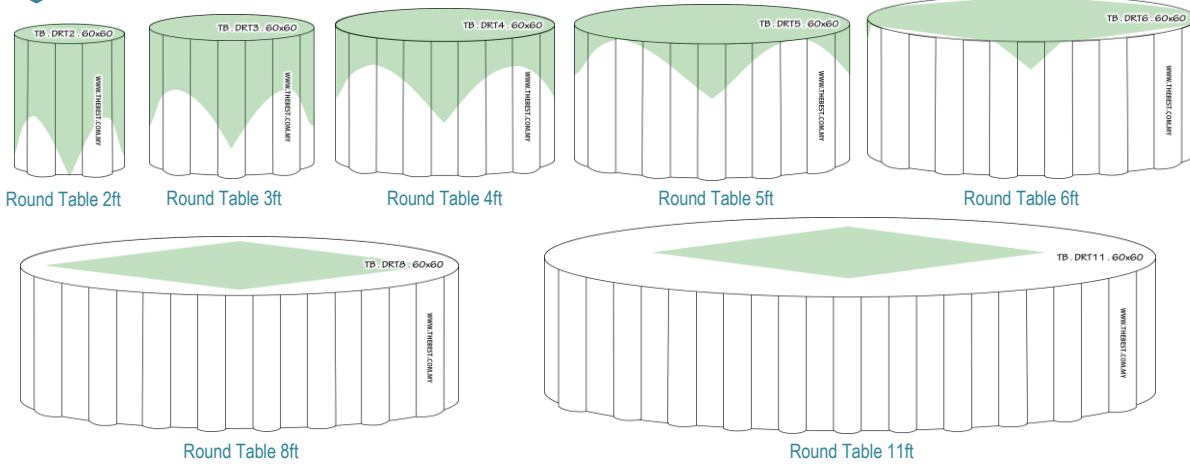 TB.DRT2.60x60
WWW.THEBEST.COM.MY
Round Table 2ft
TB.DRT3.60x60
WWW.THEBEST.COM.MY
Round Table 3ft
TB.DRT4.60x60
WWW.THEBEST.COM.MY
Round Table 4ft
TB.DRT5.60x60
WWW.THEBEST.COM.MY
Round Table 5ft
TB.DRT6.60x60
WWW.THEBEST.COM.MY
Round Table 6ft
TB.DRT8.60x60
WWW.THEBEST.COM.MY
Round Table 8ft
TB.DRT11.60x60
WWW.THEBEST.COM.MY
Round Table 11ft